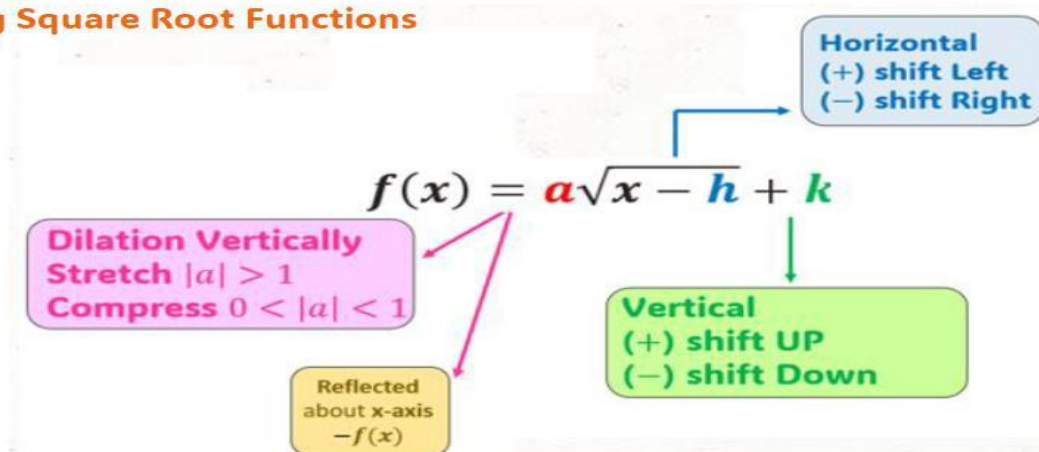 g Square Root Functions
Horizontal
(+) shift Left
(−) shift Right
f(x) = a√x − h + k
Dilation Vertically
Stretch |a| > 1
Compress 0 < |a| < 1
Vertical
(+) shift UP
(−) shift Down
Reflected
about x-axis
−f(x)